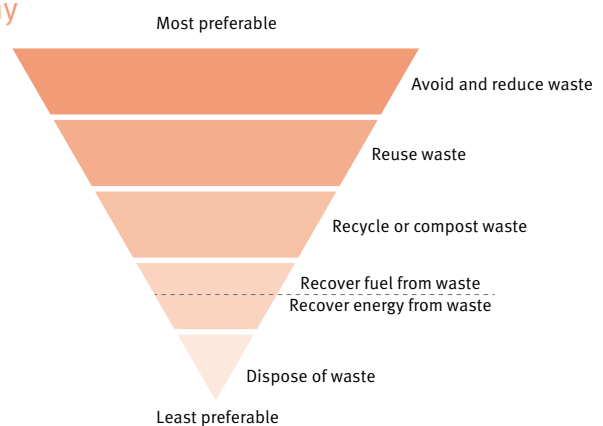 Most preferable
Avoid and reduce waste
Reuse waste
Recycle or compost waste
Recover fuel from waste
Recover energy from waste
Dispose of waste
Least preferable